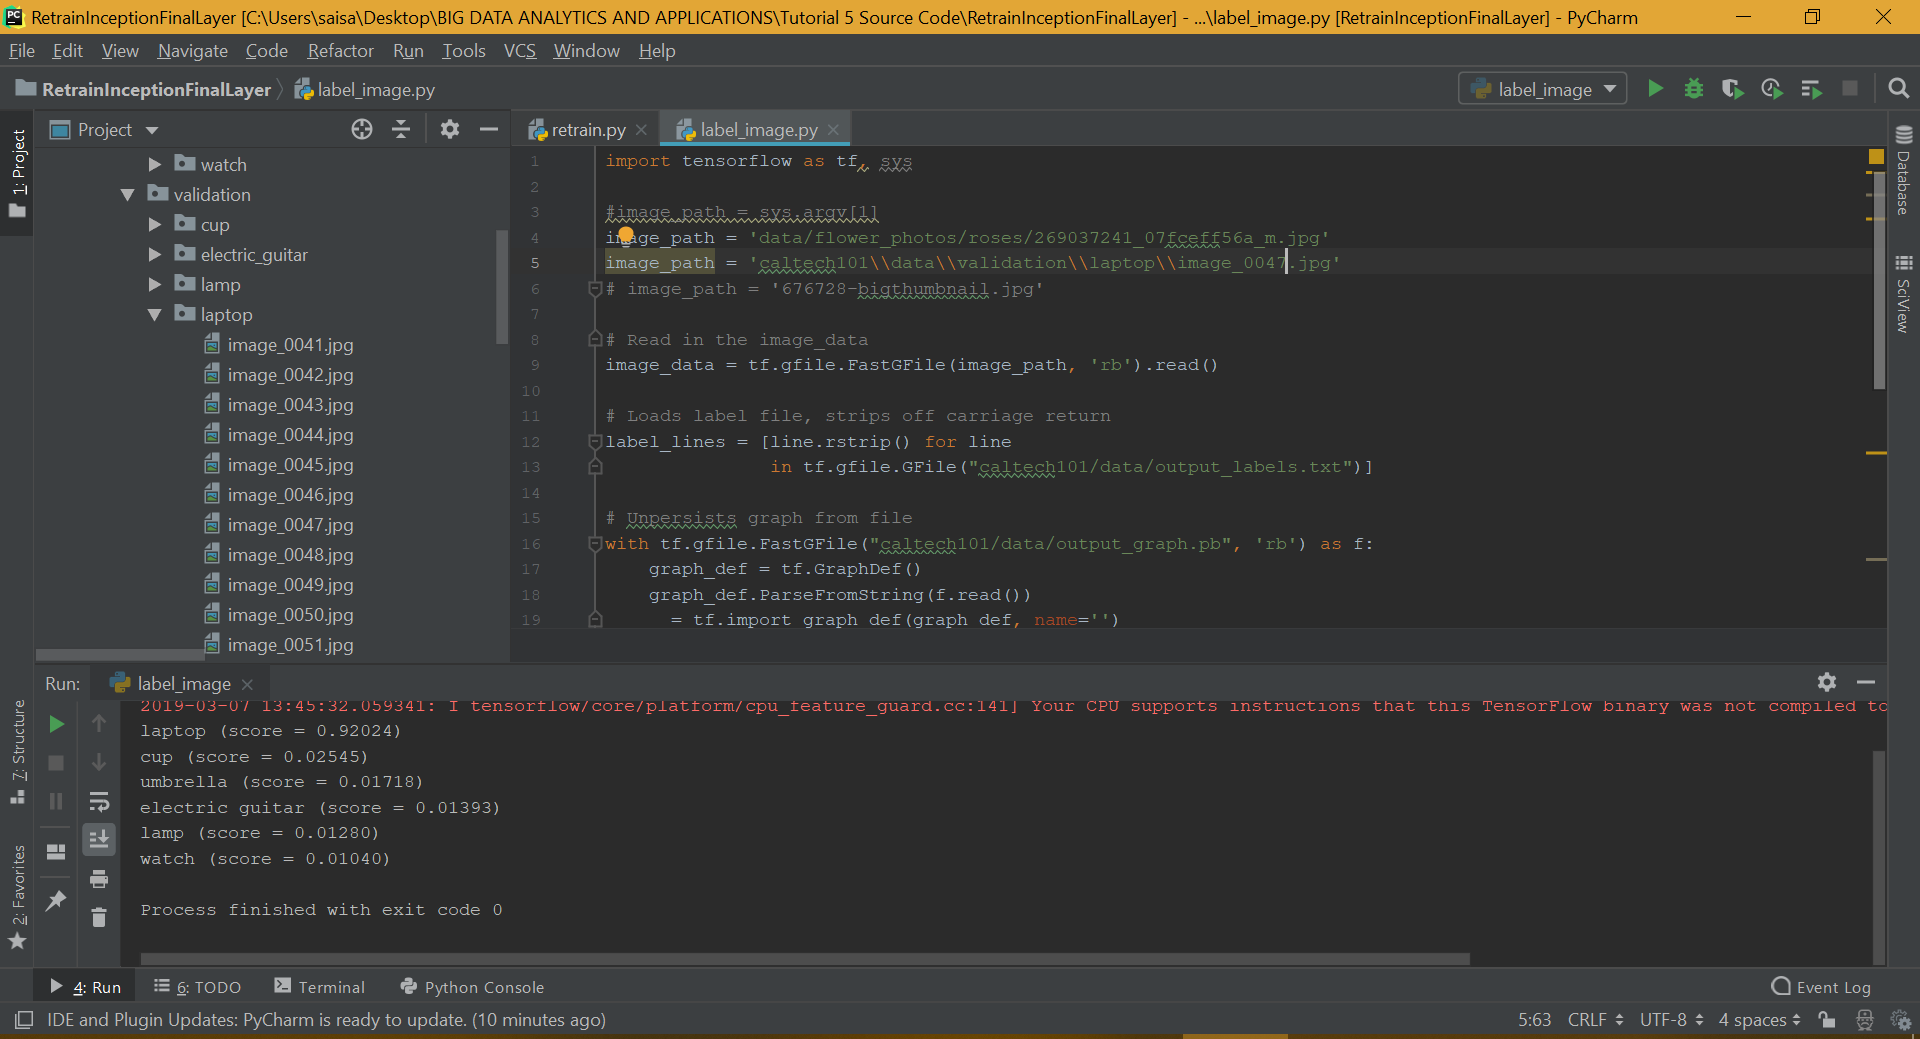 RetrainInceptionFinalLayer [C:\Users\saisa\Desktop\BIG DATA ANALYTICS AND APPLICATIONS\Tutorial 5 Source Code\RetrainInceptionFinalLayer] - ...\label_image.py [RetrainInceptionFinalLayer] - PyCharm
File Edit View Navigate Code Refactor Run Tools VCS Window Help
RetrainInceptionFinalLayer label_image.py label_image
1: Project
Project
watch
validation
cup
electric_guitar
lamp
laptop
image_0041.jpg
image_0042.jpg
image_0043.jpg
image_0044.jpg
image_0045.jpg
image_0046.jpg
image_0047.jpg
image_0048.jpg
image_0049.jpg
image_0050.jpg
image_0051.jpg
retrain.py label_image.py
1 import tensorflow as tf, sys
2
3 #image_path = sys.argv[1]
4 image_path = 'data/flower_photos/roses/269037241_07fceff56a_m.jpg'
5 image_path = 'caltech101\\data\\validation\\laptop\\image_0047.jpg'
6 # image_path = '676728-bigthumbnail.jpg'
7
8 # Read in the image_data
9 image_data = tf.gfile.FastGFile(image_path, 'rb').read()
10
11 # Loads label file, strips off carriage return
12 label_lines = [line.rstrip() for line
13 in tf.gfile.GFile("caltech101/data/output_labels.txt")]
14
15 # Unpersists graph from file
16 with tf.gfile.FastGFile("caltech101/data/output_graph.pb", 'rb') as f:
17 graph_def = tf.GraphDef()
18 graph_def.ParseFromString(f.read())
19 = tf.import_graph_def(graph_def, name='')
Database
SciView
Run: label_image
2019-03-07 13:45:32.059341: I tensorflow/core/platform/cpu_feature_guard.cc:141] Your CPU supports instructions that this TensorFlow binary was not compiled to
laptop (score = 0.92024)
cup (score = 0.02545)
umbrella (score = 0.01718)
electric guitar (score = 0.01393)
lamp (score = 0.01280)
watch (score = 0.01040)
Process finished with exit code 0
7: Structure
2: Favorites
4: Run 6: TODO Terminal Python Console Event Log
IDE and Plugin Updates: PyCharm is ready to update. (10 minutes ago) 5:63 CRLF UTF-8 4 spaces